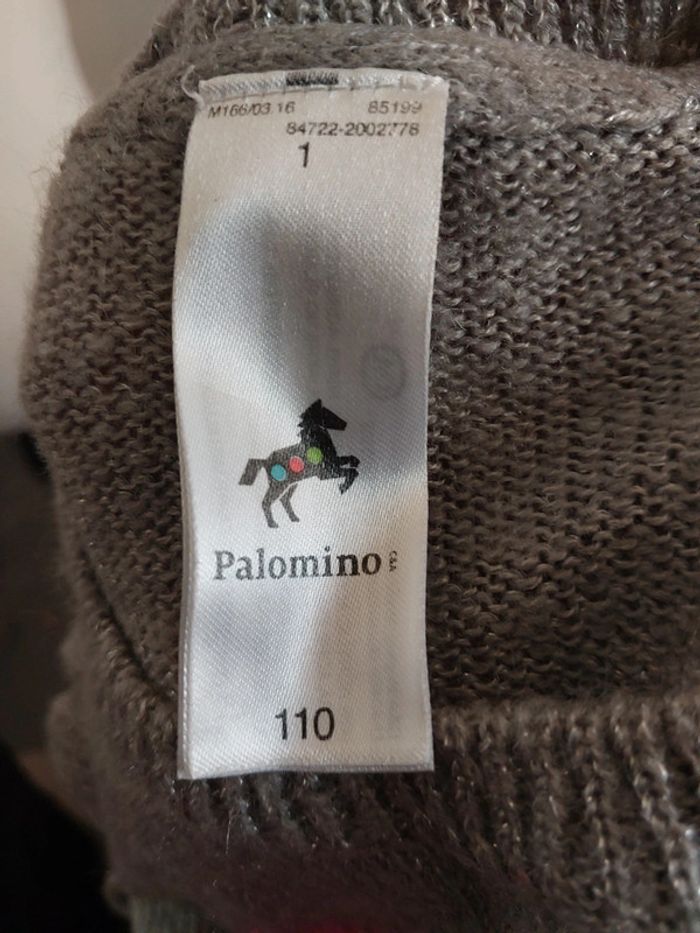 M166/03.16 85199
84722-2002778
1
Palomino C&A
110